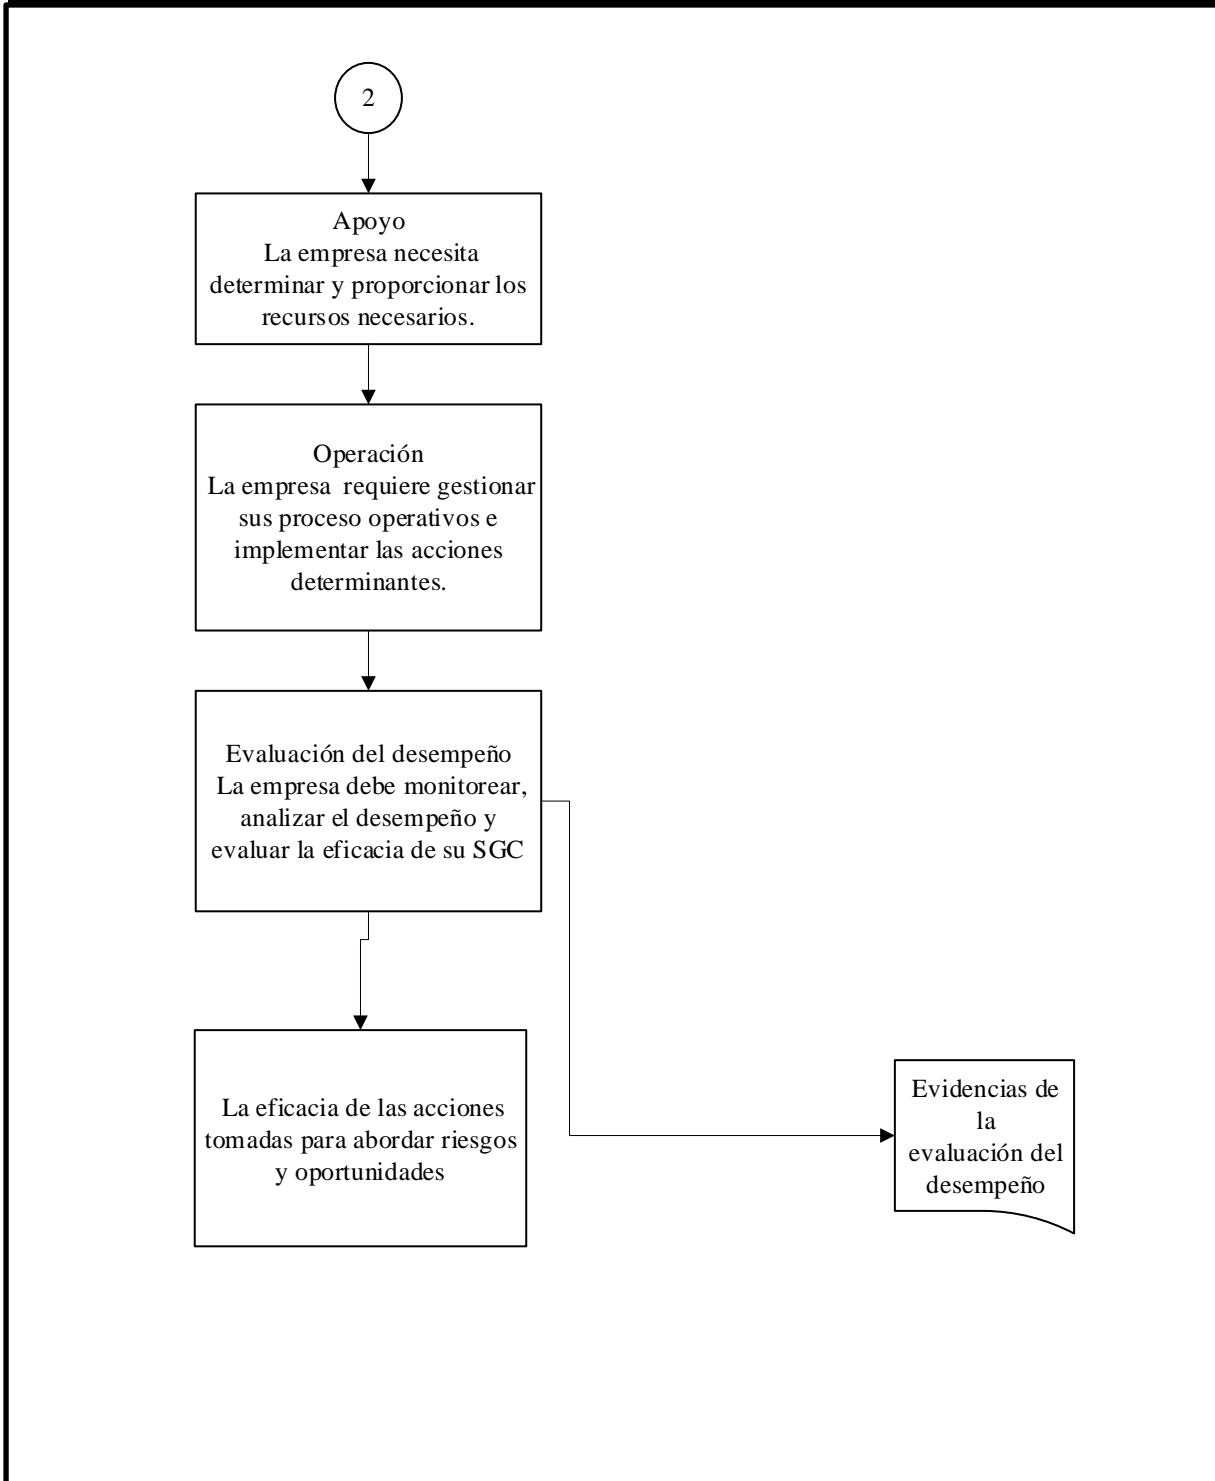 2
Apoyo
La empresa necesita
determinar y proporcionar los
recursos necesarios.
Operación
La empresa  requiere gestionar
sus proceso operativos e
implementar las acciones
determinantes.
Evaluación del desempeño
La empresa debe monitorear,
analizar el desempeño y
evaluar la eficacia de su SGC
La eficacia de las acciones
tomadas para abordar riesgos
y oportunidades
Evidencias de
la
evaluación del
desempeño